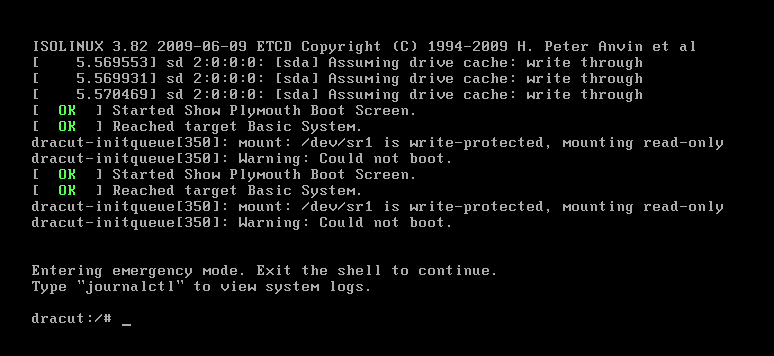 ISOLINUX 3.82 2009-06-09 ETCD Copyright (C) 1994-2009 H. Peter Anvin et al
[    5.569553] sd 2:0:0:0: [sda] Assuming drive cache: write through
[    5.569931] sd 2:0:0:0: [sda] Assuming drive cache: write through
[    5.570469] sd 2:0:0:0: [sda] Assuming drive cache: write through
[  OK  ] Started Show Plymouth Boot Screen.
[  OK  ] Reached target Basic System.
dracut-initqueue[350]: mount: /dev/sr1 is write-protected, mounting read-only
dracut-initqueue[350]: Warning: Could not boot.
[  OK  ] Started Show Plymouth Boot Screen.
[  OK  ] Reached target Basic System.
dracut-initqueue[350]: mount: /dev/sr1 is write-protected, mounting read-only
dracut-initqueue[350]: Warning: Could not boot.
Entering emergency mode. Exit the shell to continue.
Type "journalctl" to view system logs.
dracut:/# _